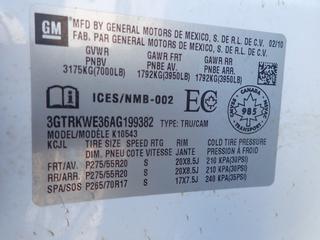 GM
MFD BY GENERAL MOTORS DE MEXICO, S. DE R.L. DE C.V. 02/10
FAB. PAR GENERAL MOTORS DE MEXICO, S. DE R.L. DE C.V.
GVWR GAWR FRT GAWR RR
PNBV PNBE AV. PNBE ARR.
3175KG(7000LB) 1792KG(3950LB) 1792KG(3950LB)
ICES/NMB-002
CANADA
985
3GTRKWE36AG199382 TYPE: TRU/CAM
MODEL/MODÈLE K10543
KCJL TIRE SIZE SPEED RTG RIM COLD TIRE PRESSURE
DIM. PNEU COTE VITESSE JANTE
FRT/AV. P275/55R20 S 20X8.5J 210 KPA(30PSI)
RR/ARR. P275/55R20 S 20X8.5J 210 KPA(30PSI)
SPA/SOS P265/70R17 S 17X7.5J 240 KPA(35PSI)